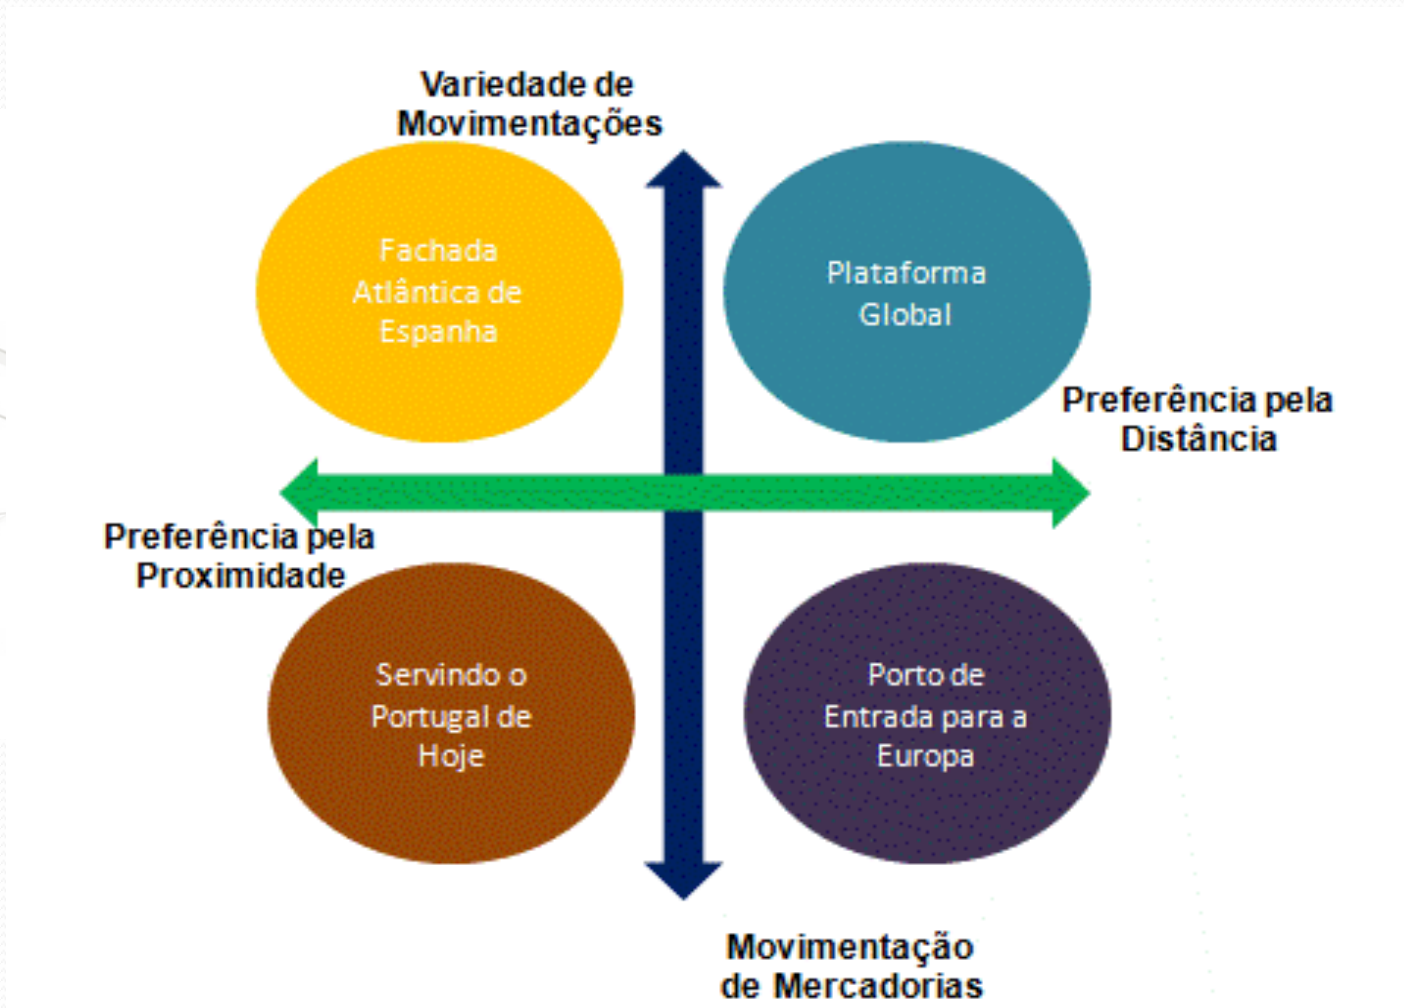 Variedade de
Movimentações
Fachada
Atlântica de
Espanha
Plataforma
Global
Preferência pela
Distância
Preferência pela
Proximidade
Servindo o
Portugal de
Hoje
Porto de
Entrada para a
Europa
Movimentação
de Mercadorias